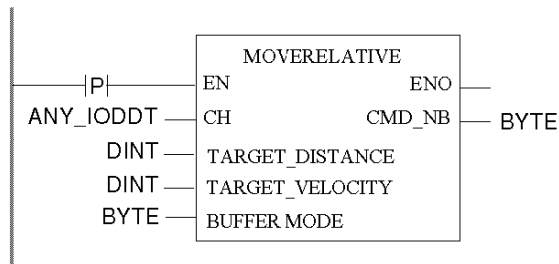 MOVERELATIVE
P
EN
ENO
ANY_IODDT
CH
CMD_NB
BYTE
DINT
TARGET_DISTANCE
DINT
TARGET_VELOCITY
BYTE
BUFFER MODE